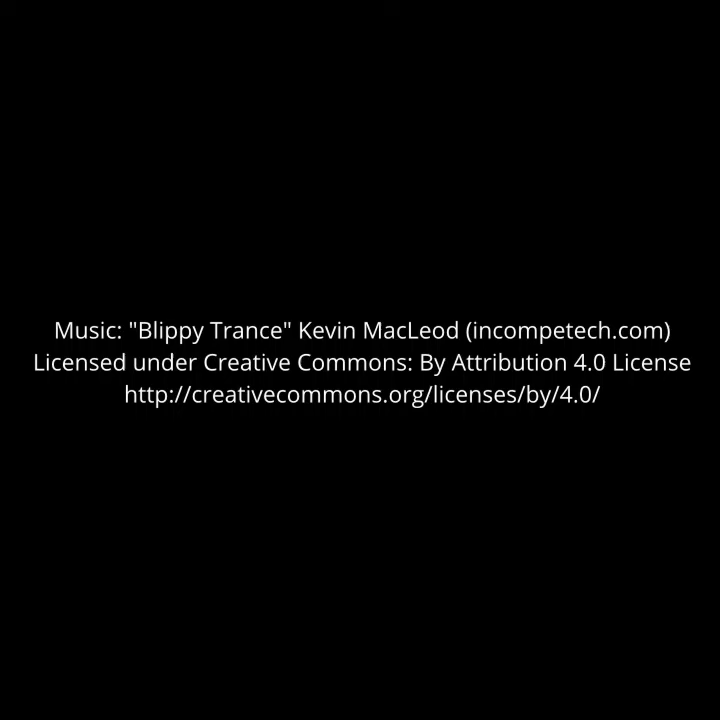 Music: "Blippy Trance" Kevin MacLeod (incompetech.com)
Licensed under Creative Commons: By Attribution 4.0 License
http://creativecommons.org/licenses/by/4.0/